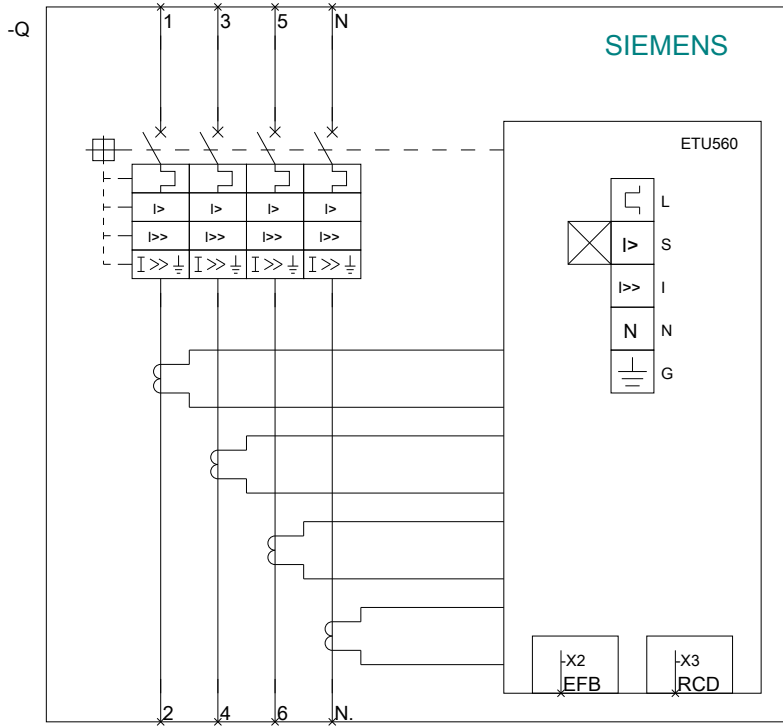 1 3 5 N
-Q
SIEMENS
ETU560
L
I> I> I> I> I> S
I>> I>> I>> I>> I>> I
I >> I >> I >> I >>
N N
G
-X2 -X3
EFB RCD
2 4 6 N.